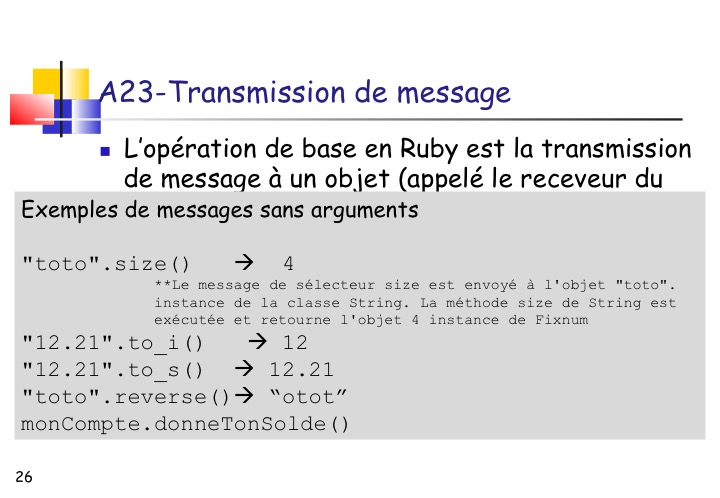 A23-Transmission de message
L’opération de base en Ruby est la transmission
de message à un objet (appelé le receveur du
Exemples de messages sans arguments
"toto".size() → 4
**Le message de sélecteur size est envoyé à l'objet "toto".
instance de la classe String. La méthode size de String est
exécutée et retourne l'objet 4 instance de Fixnum
"12.21".to_i() → 12
"12.21".to_s() → 12.21
"toto".reverse()→ “otot”
monCompte.donneTonSolde()
26